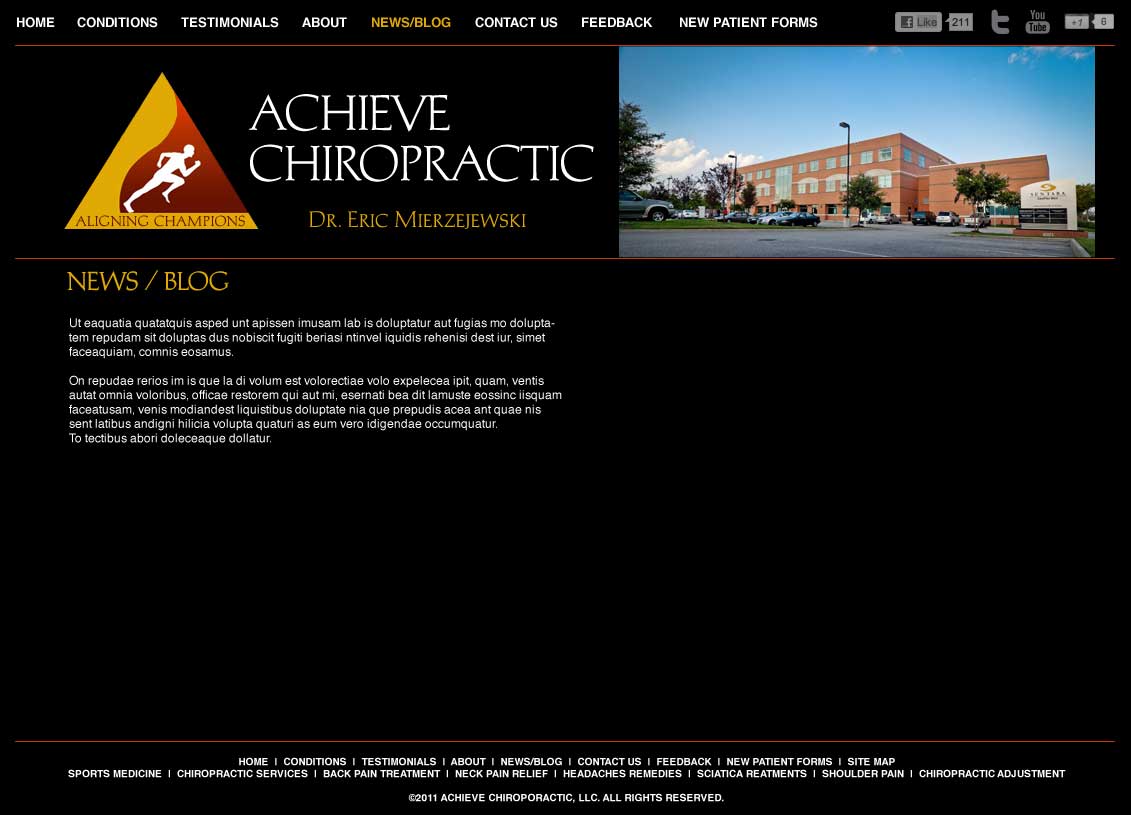 HOME CONDITIONS TESTIMONIALS ABOUT NEWS/BLOG CONTACT US FEEDBACK NEW PATIENT FORMS
Like 211 You Tube +1 6
ACHIEVE
CHIROPRACTIC
ALIGNING CHAMPIONS
DR. ERIC MIERZEJEWSKI
SENTARA
NEWS / BLOG
Ut eaquatia quatatquis asped unt apissen imusam lab is doluptatur aut fugias mo dolupta-
tem repudam sit doluptas dus nobiscit fugiti beriasi ntinvel iquidis rehenisi dest iur, simet
faceaquiam, comnis eosamus.
On repudae rerios im is que la di volum est volorectiae volo expelecea ipit, quam, ventis
autat omnia voloribus, officae restorem qui aut mi, esernati bea dit lamuste eossinc iisquam
faceatusam, venis modiandest liquistibus doluptate nia que prepudis acea ant quae nis
sent latibus andigni hilicia volupta quaturi as eum vero idigendae occumquatur.
To tectibus abori doleceaque dollatur.
HOME | CONDITIONS | TESTIMONIALS | ABOUT | NEWS/BLOG | CONTACT US | FEEDBACK | NEW PATIENT FORMS | SITE MAP
SPORTS MEDICINE | CHIROPRACTIC SERVICES | BACK PAIN TREATMENT | NECK PAIN RELIEF | HEADACHES REMEDIES | SCIATICA REATMENTS | SHOULDER PAIN | CHIROPRACTIC ADJUSTMENT
©2011 ACHIEVE CHIROPORACTIC, LLC. ALL RIGHTS RESERVED.